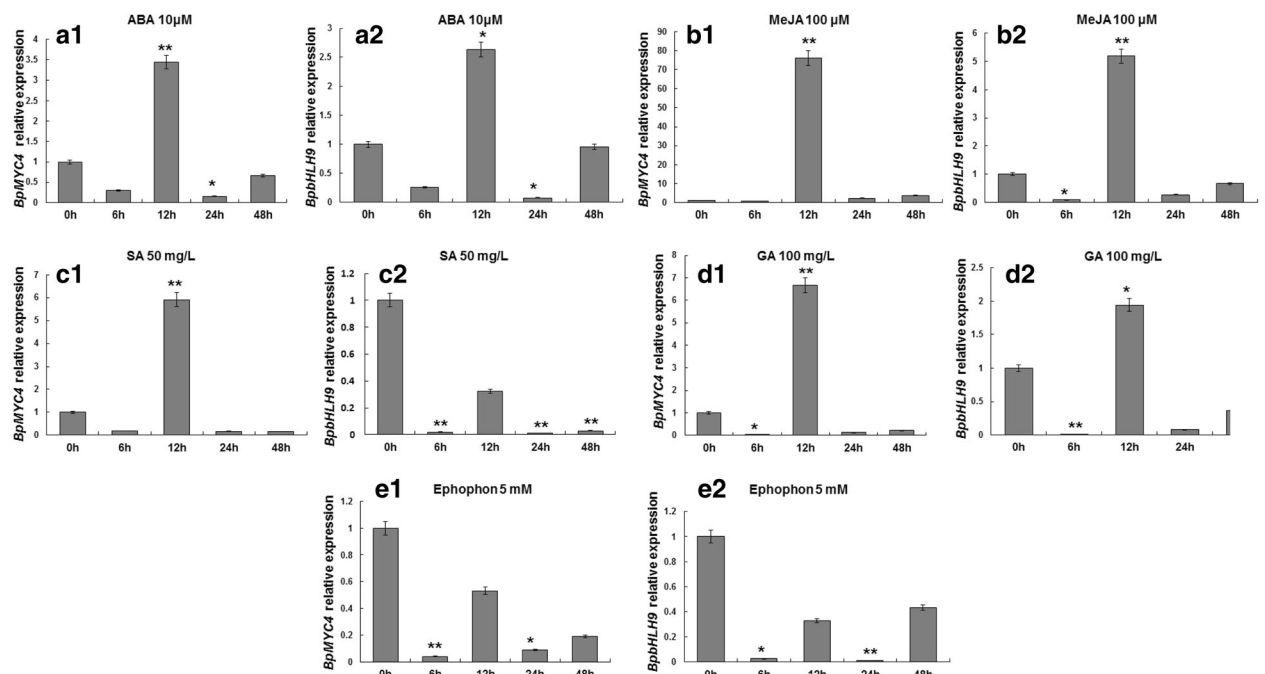 ABA 10µM
a1
BpMYC4 relative expression
4
3.5
3
2.5
2
1.5
1
0.5
0
**
*
0h 6h 12h 24h 48h
ABA 10µM
a2
BpbHLH9 relative expression
3
2.5
2
1.5
1
0.5
0
*
*
0h 6h 12h 24h 48h
MeJA 100 µM
b1
BpMYC4 relative expression
90
80
70
60
50
40
30
20
10
0
**
0h 6h 12h 24h 48h
MeJA 100 µM
b2
BpbHLH9 relative expression
6
5
4
3
2
1
0
*
**
0h 6h 12h 24h 48h
SA 50 mg/L
c1
BpMYC4 relative expression
7
6
5
4
3
2
1
0
**
0h 6h 12h 24h 48h
SA 50 mg/L
c2
BpbHLH9 relative expression
1.2
1
0.8
0.6
0.4
0.2
0
**
**
**
0h 6h 12h 24h 48h
GA 100 mg/L
d1
BpMYC4 relative expression
8
7
6
5
4
3
2
1
0
*
**
0h 6h 12h 24h 48h
GA 100 mg/L
d2
BpbHLH9 relative expression
2.5
2
1.5
1
0.5
0
**
*
0h 6h 12h 24h
Ephophon 5 mM
e1
BpMYC4 relative expression
1.2
1
0.8
0.6
0.4
0.2
0
**
*
0h 6h 12h 24h 48h
Ephophon 5 mM
e2
BpbHLH9 relative expression
1.2
1
0.8
0.6
0.4
0.2
0
*
**
0h 6h 12h 24h 48h